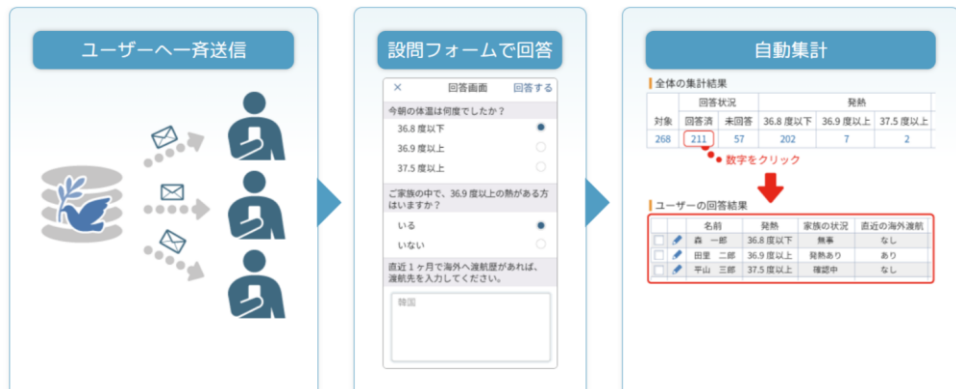 ユーザーへ一斉送信
設問フォームで回答
× 回答画面 回答する
今朝の体温は何度でしたか？
36.8 度以下
36.9 度以上
37.5 度以上
ご家族の中で、36.9 度以上の熱がある方
はいますか？
いる
いない
直近 1 ヶ月で海外へ渡航歴があれば、
渡航先を入力してください。
韓国
自動集計
全体の集計結果
回答状況 発熱
対象 回答済 未回答 36.8 度以下 36.9 度以上 37.5 度以上
268 211 57 202 7 2
数字をクリック
ユーザーの回答結果
名前 発熱 家族の状況 直近の海外渡航
森 一郎 36.8 度以下 無事 なし
田里 二郎 36.9 度以上 発熱あり あり
平山 三郎 37.5 度以上 確認中 なし